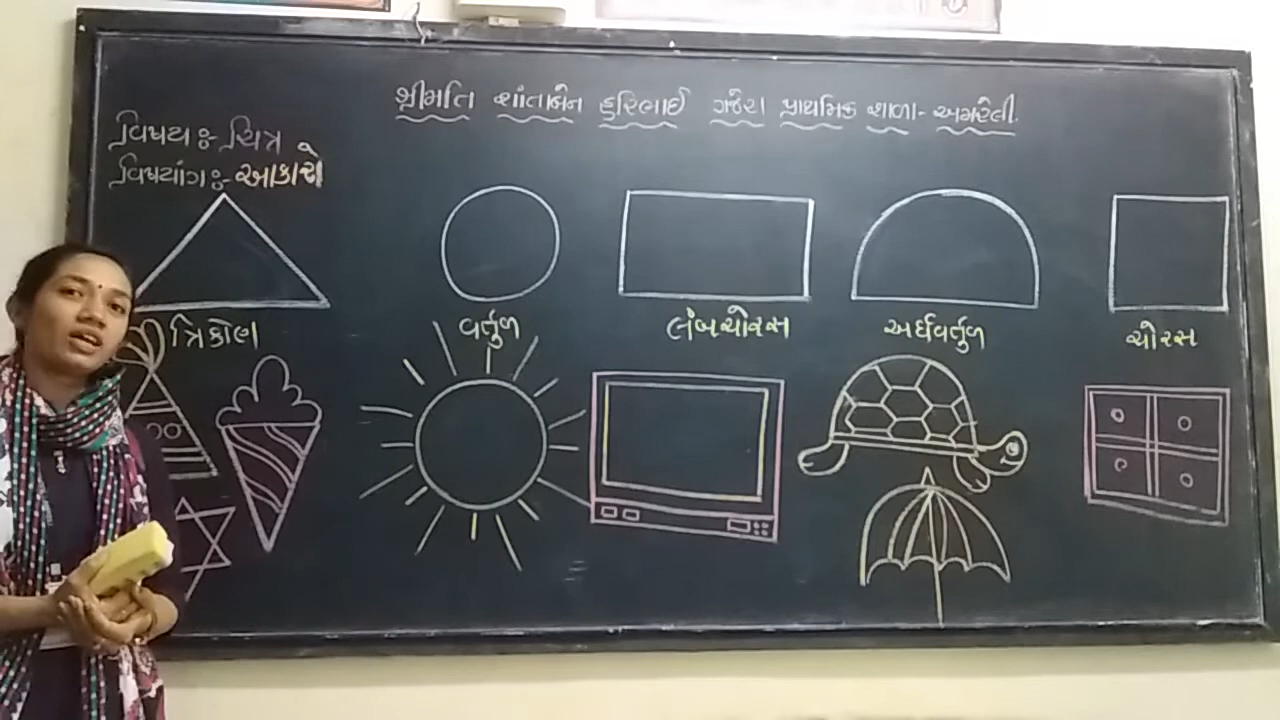 શ્રીમતિ શાંતાબેન હરિભાઈ ગજેરા પ્રાથમિક શાળા- અમરેલી.
વિષય :- ચિત્ર
વિષયાંગ :- આકારો
ત્રિકોણ વર્તુળ લંબચોરસ અર્ધવર્તુળ ચોરસ